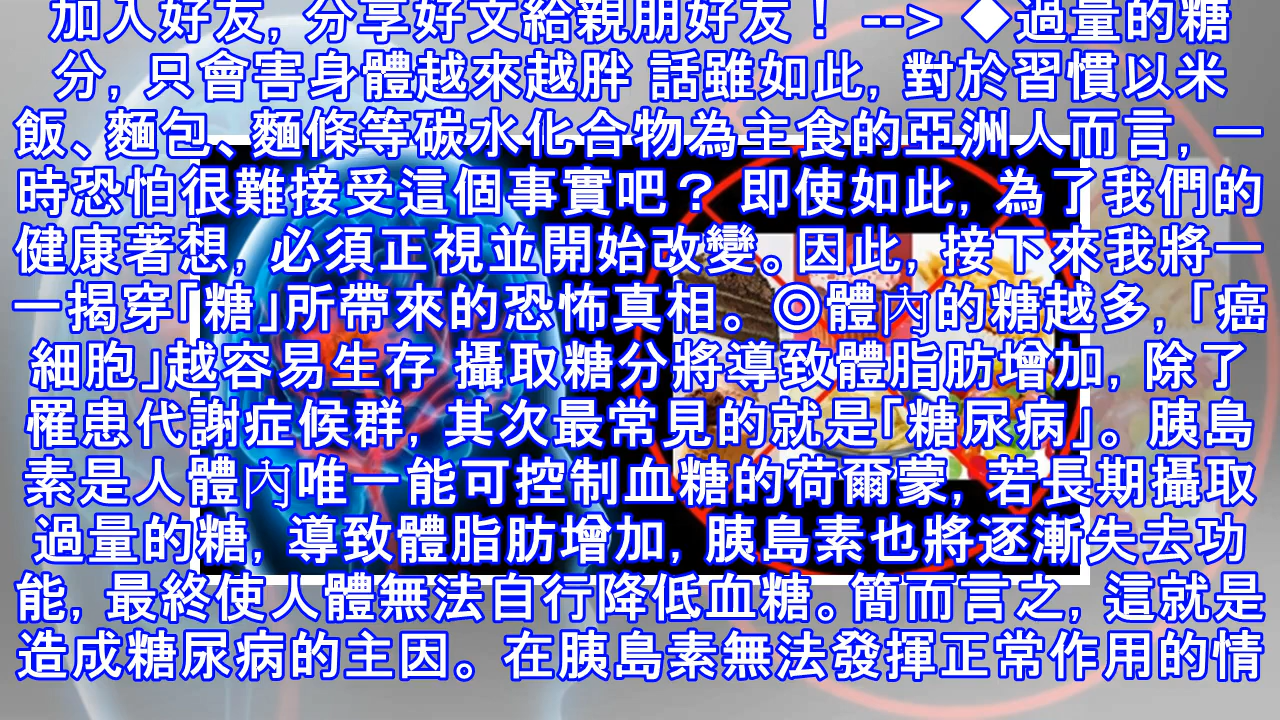 加入好友, 分享好文給親朋好友！ --> ◆過量的糖
分, 只會害身體越來越胖 話雖如此, 對於習慣以米
飯、麵包、麵條等碳水化合物為主食的亞洲人而言, 一
時恐怕很難接受這個事實吧？ 即使如此, 為了我們的
健康著想, 必須正視並開始改變。因此, 接下來我將一
一揭穿「糖」所帶來的恐怖真相。◎體內的糖越多,「癌
細胞」越容易生存 攝取糖分將導致體脂肪增加, 除了
罹患代謝症候群, 其次最常見的就是「糖尿病」。胰島
素是人體內唯一能可控制血糖的荷爾蒙, 若長期攝取
過量的糖, 導致體脂肪增加, 胰島素也將逐漸失去功
能, 最終使人體無法自行降低血糖。簡而言之, 這就是
造成糖尿病的主因。在胰島素無法發揮正常作用的情